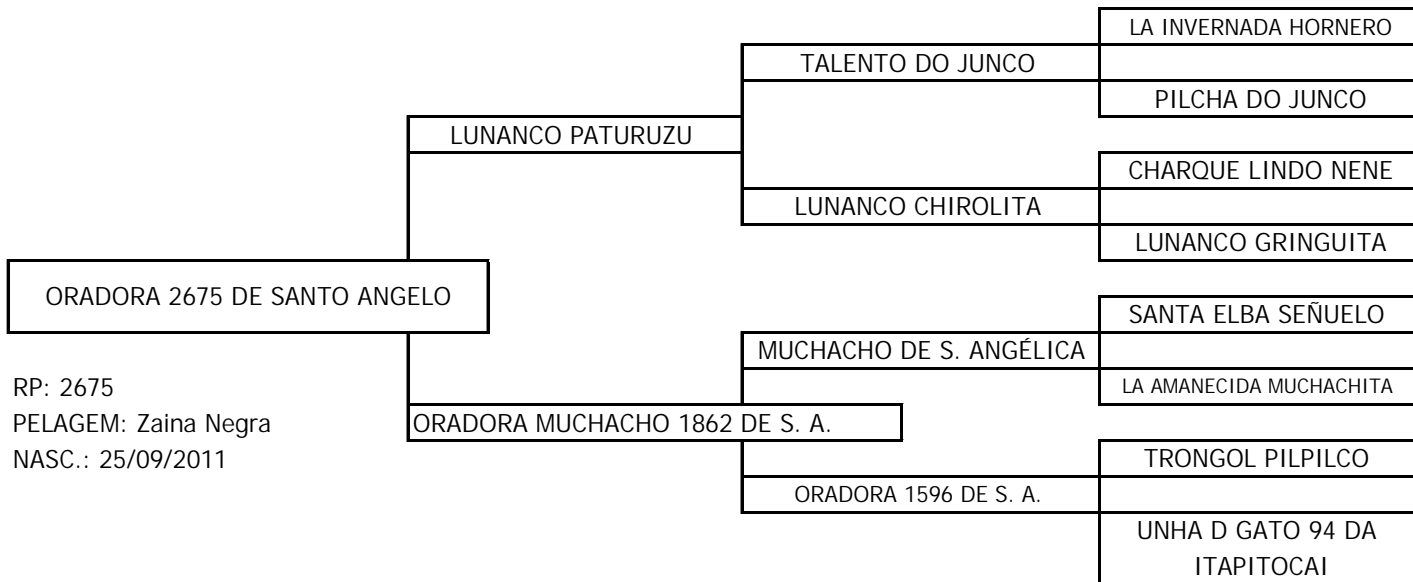 LA INVERNADA HORNERO
TALENTO DO JUNCO
PILCHA DO JUNCO
LUNANCO PATURUZU
CHARQUE LINDO NENE
LUNANCO CHIROLITA
LUNANCO GRINGUITA
ORADORA 2675 DE SANTO ANGELO
SANTA ELBA SEÑUELO
MUCHACHO DE S. ANGÉLICA
LA AMANECIDA MUCHACHITA
RP: 2675
PELAGEM: Zaina Negra
NASC.: 25/09/2011
ORADORA MUCHACHO 1862 DE S. A.
TRONGOL PILPILCO
ORADORA 1596 DE S. A.
UNHA D GATO 94 DA
ITAPITOCAI